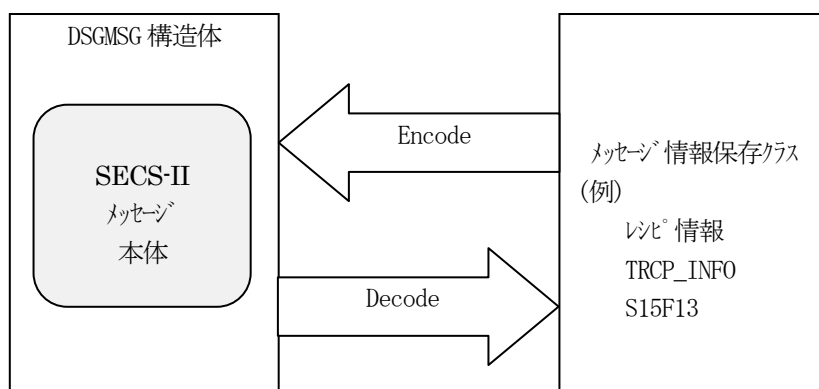 DSGMSG 構造体
SECS-II
ﾒｯｾｰｼﾞ
本体
Encode
Decode
ﾒｯｾｰｼﾞ情報保存ｸﾗｽ
(例)
ﾚｼﾋﾟ情報
TRCP_INFO
S15F13